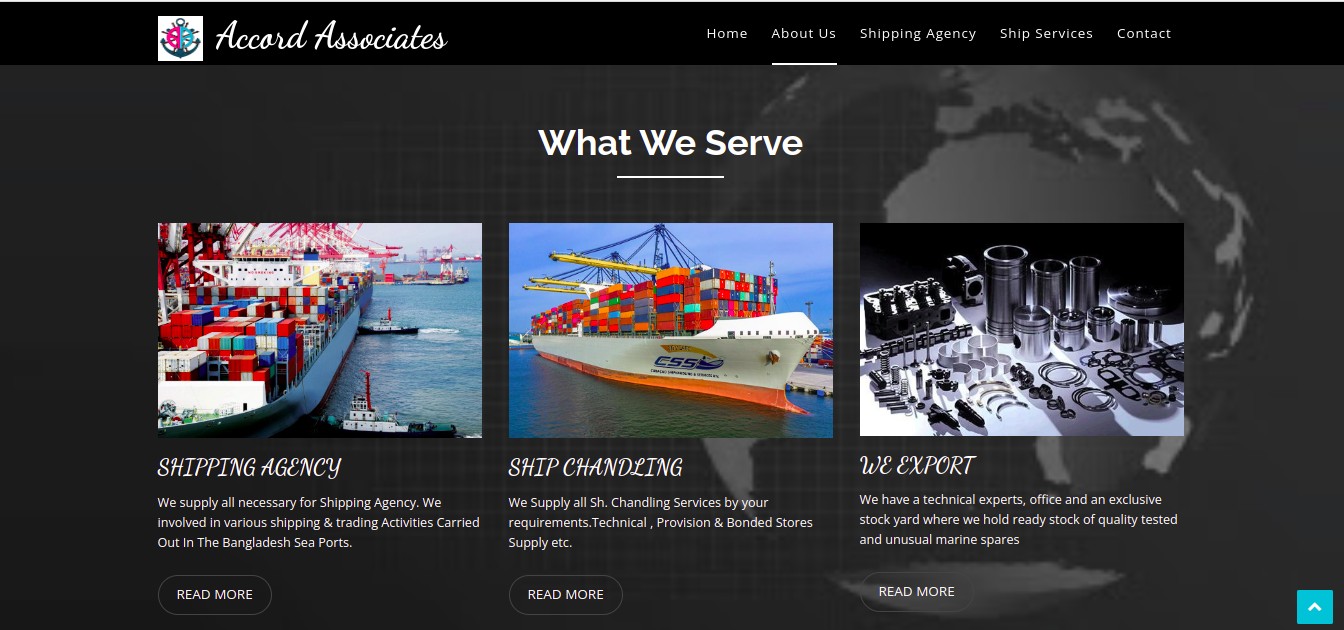 Accord Associates
Home About Us Shipping Agency Ship Services Contact
What We Serve
CSSL
SHIPPING AGENCY
We supply all necessary for Shipping Agency. We
involved in various shipping & trading Activities Carried
Out In The Bangladesh Sea Ports.
READ MORE
SHIP CHANDLING
We Supply all Sh. Chandling Services by your
requirements.Technical , Provision & Bonded Stores
Supply etc.
READ MORE
WE EXPORT
We have a technical experts, office and an exclusive
stock yard where we hold ready stock of quality tested
and unusual marine spares
READ MORE